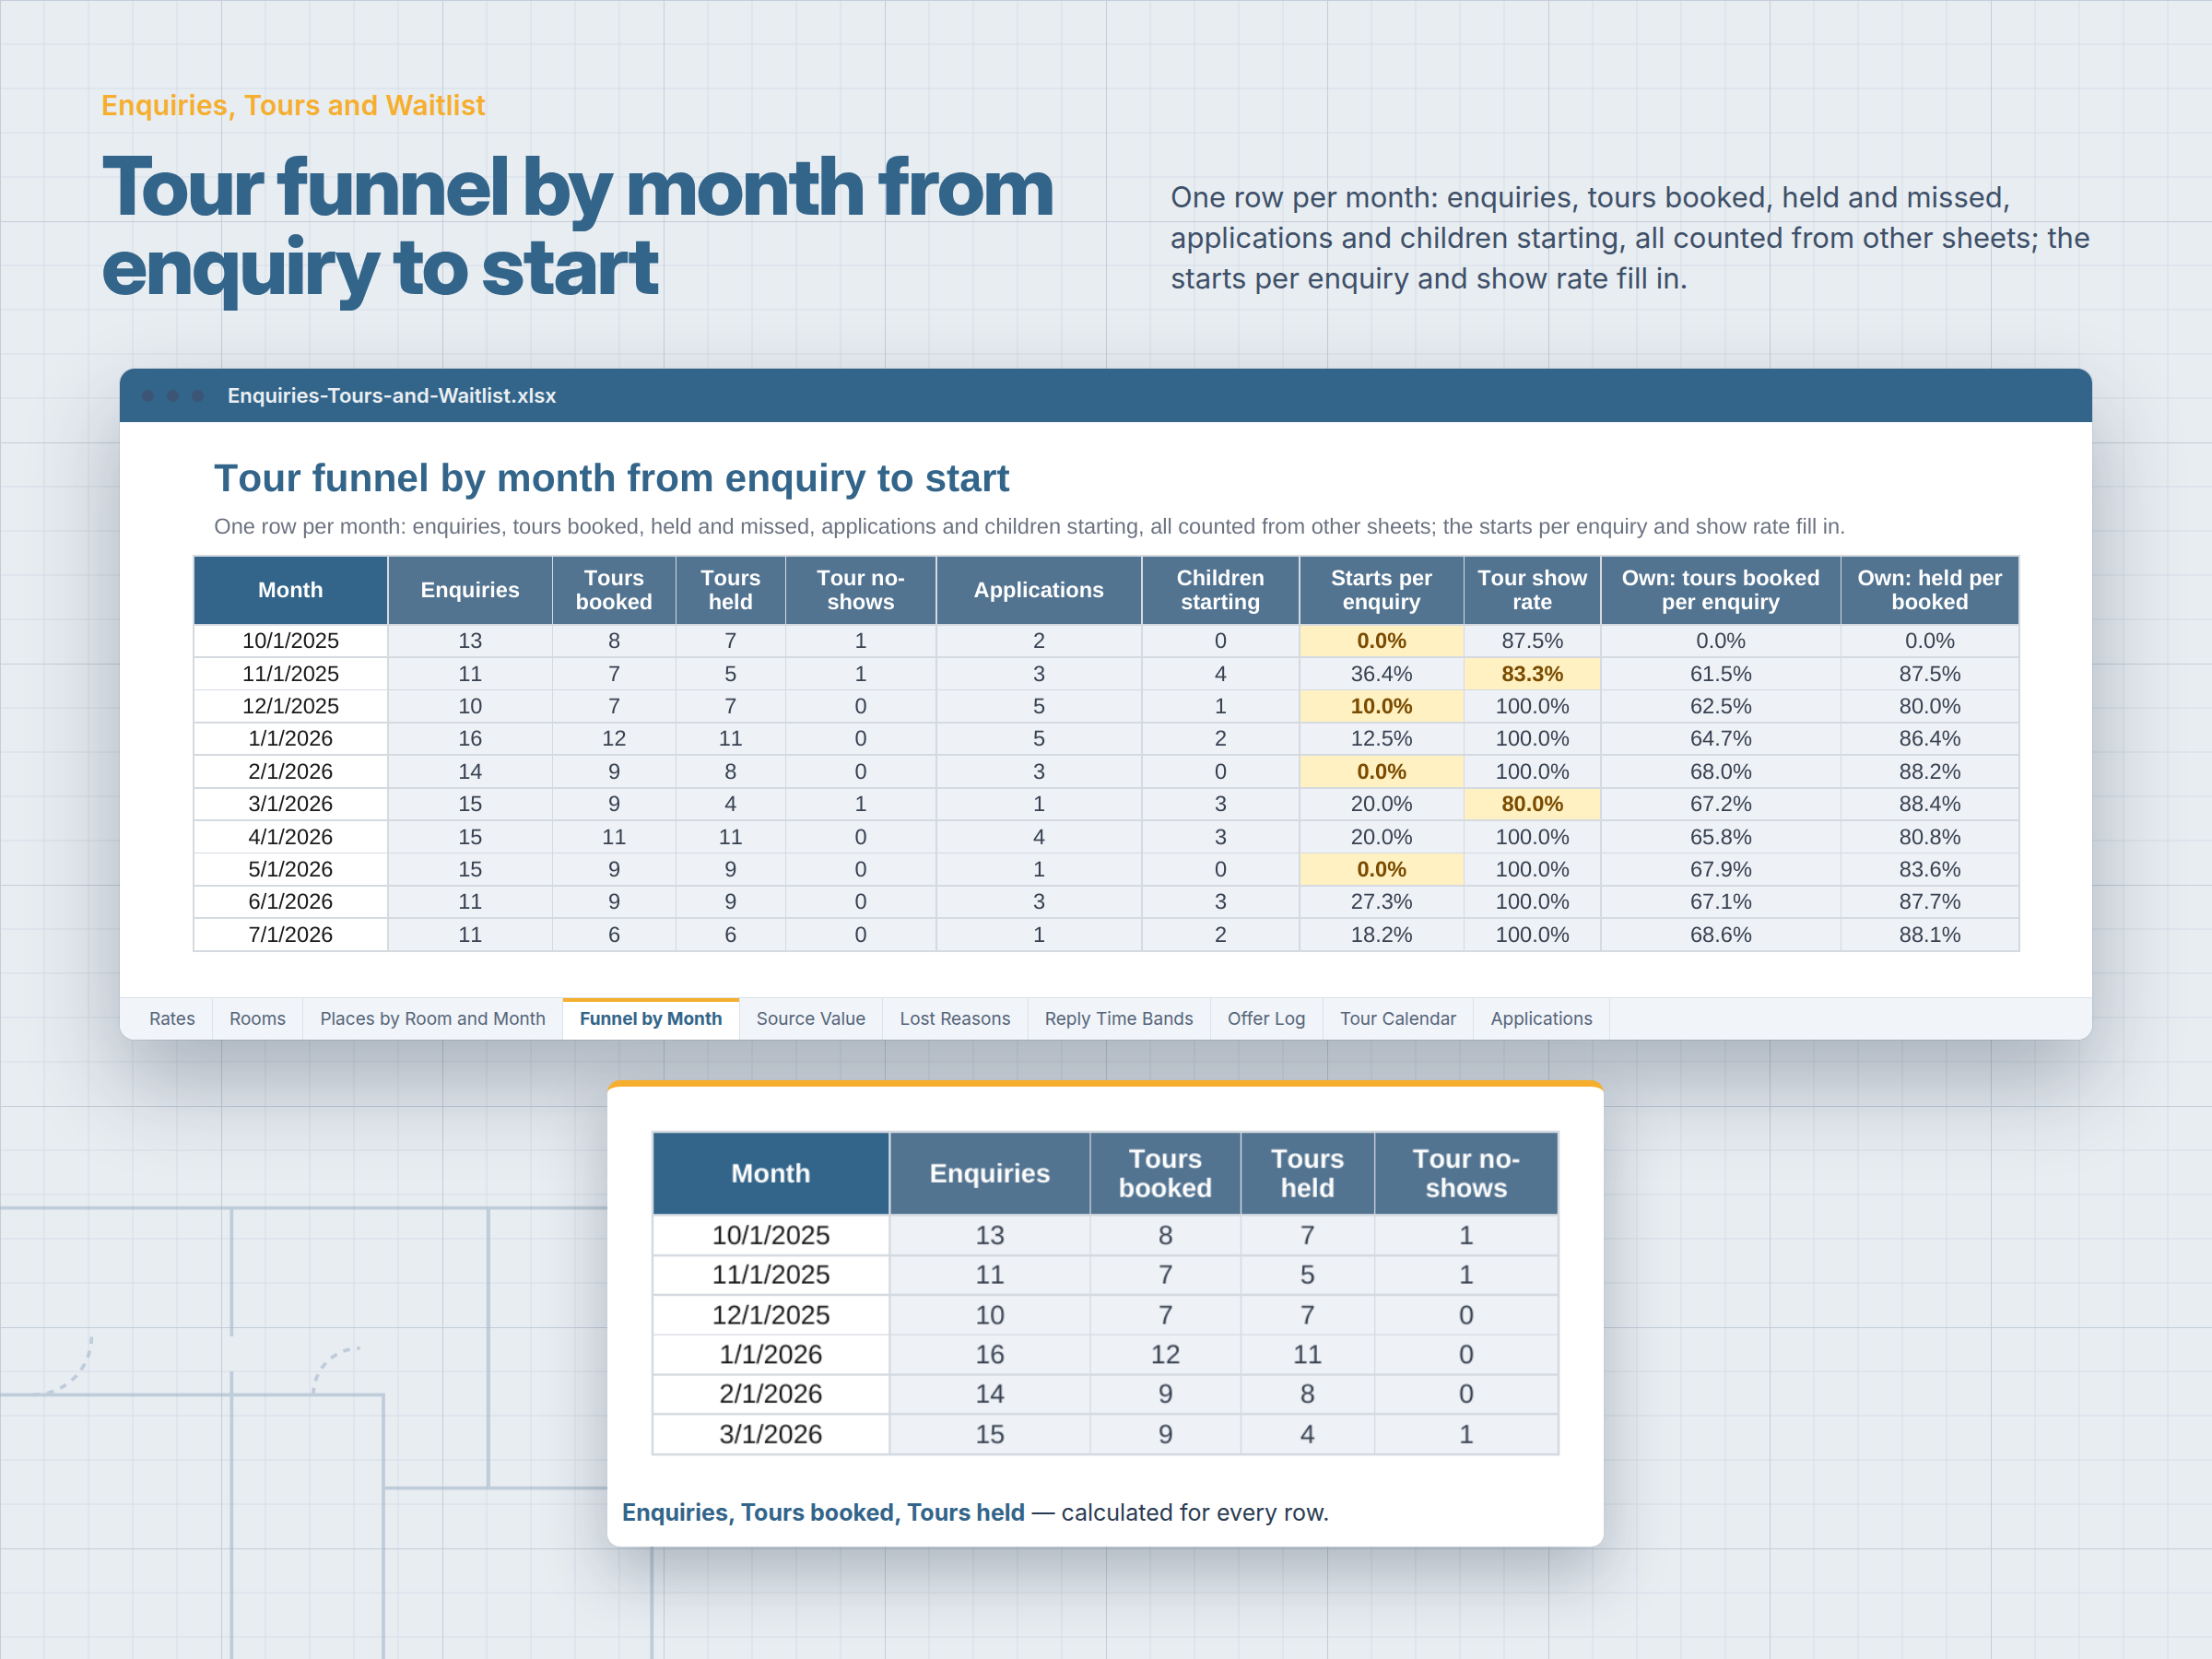 Enquiries, Tours and Waitlist
Tour funnel by month from
enquiry to start
One row per month: enquiries, tours booked, held and missed,
applications and children starting, all counted from other sheets; the
starts per enquiry and show rate fill in.
Enquiries-Tours-and-Waitlist.xlsx
Tour funnel by month from enquiry to start
One row per month: enquiries, tours booked, held and missed, applications and children starting, all counted from other sheets; the starts per enquiry and show rate fill in.
Month Enquiries Tours booked Tours held Tour no-shows Applications Children starting Starts per enquiry Tour show rate Own: tours booked per enquiry Own: held per booked
10/1/2025 13 8 7 1 2 0 0.0% 87.5% 0.0% 0.0%
11/1/2025 11 7 5 1 3 4 36.4% 83.3% 61.5% 87.5%
12/1/2025 10 7 7 0 5 1 10.0% 100.0% 62.5% 80.0%
1/1/2026 16 12 11 0 5 2 12.5% 100.0% 64.7% 86.4%
2/1/2026 14 9 8 0 3 0 0.0% 100.0% 68.0% 88.2%
3/1/2026 15 9 4 1 1 3 20.0% 80.0% 67.2% 88.4%
4/1/2026 15 11 11 0 4 3 20.0% 100.0% 65.8% 80.8%
5/1/2026 15 9 9 0 1 0 0.0% 100.0% 67.9% 83.6%
6/1/2026 11 9 9 0 3 3 27.3% 100.0% 67.1% 87.7%
7/1/2026 11 6 6 0 1 2 18.2% 100.0% 68.6% 88.1%
Rates Rooms Places by Room and Month Funnel by Month Source Value Lost Reasons Reply Time Bands Offer Log Tour Calendar Applications
Month Enquiries Tours booked Tours held Tour no-shows
10/1/2025 13 8 7 1
11/1/2025 11 7 5 1
12/1/2025 10 7 7 0
1/1/2026 16 12 11 0
2/1/2026 14 9 8 0
3/1/2026 15 9 4 1
Enquiries, Tours booked, Tours held — calculated for every row.